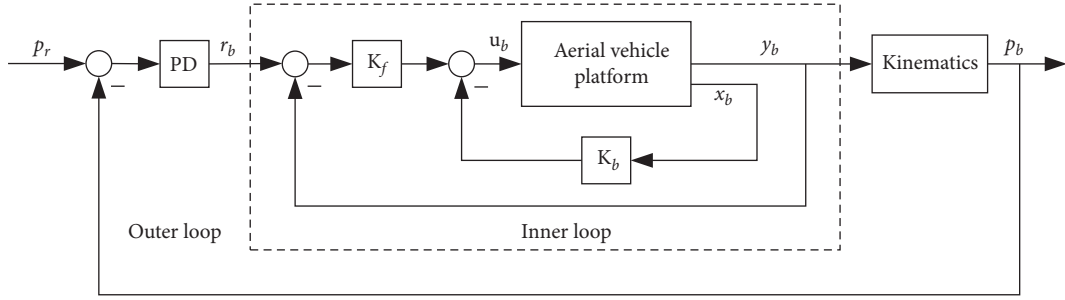 p_r
PD
r_b
K_f
u_b
Aerial vehicle
platform
y_b
x_b
Kinematics
p_b
−
−
−
K_b
Outer loop
Inner loop